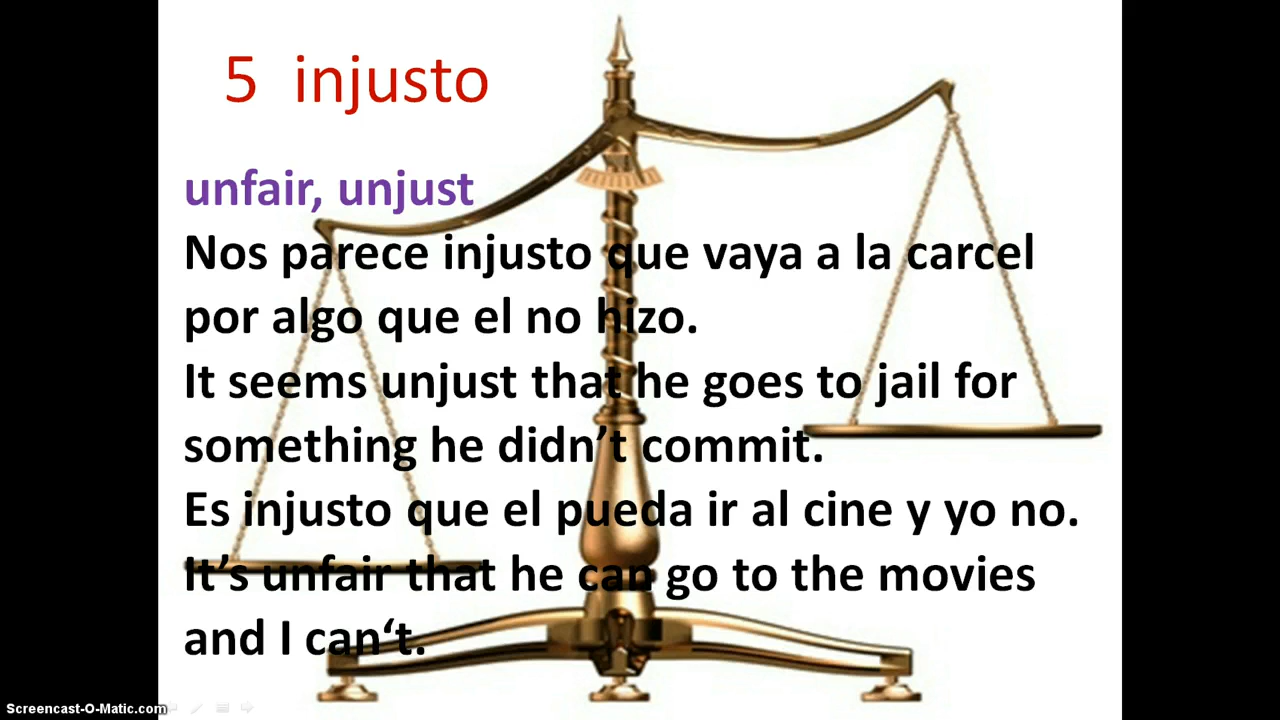 5 injusto
unfair, unjust
Nos parece injusto que vaya a la carcel
por algo que el no hizo.
It seems unjust that he goes to jail for
something he didn’t commit.
Es injusto que el pueda ir al cine y yo no.
It’s unfair that he can go to the movies
and I can‘t.
Screencast-O-Matic.com